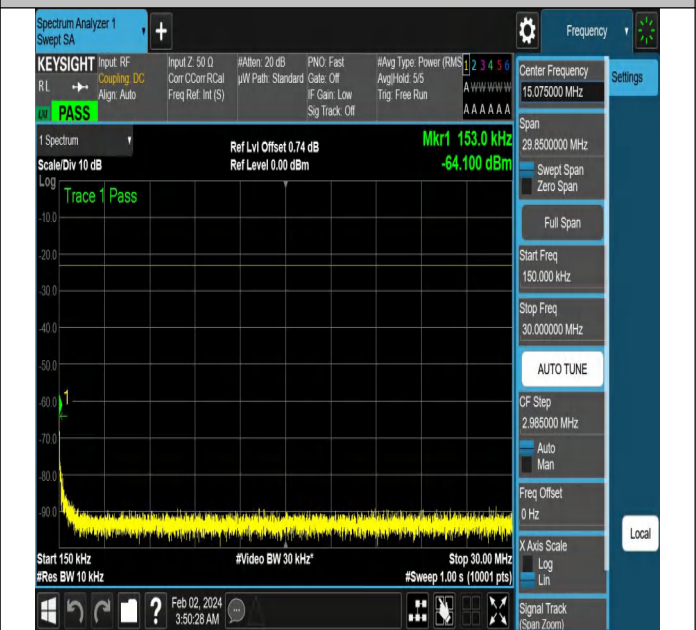 Spectrum Analyzer 1
Swept SA
+
Frequency
KEYSIGHT
RL
Input: RF
Coupling: DC
Align: Auto
Input Z: 50 Ω
Corr CCorr RCal
Freq Ref: Int (S)
#Atten: 20 dB
µW Path: Standard
PNO: Fast
Gate: Off
IF Gain: Low
Sig Track: Off
#Avg Type: Power (RMS
Avg|Hold: 5/5
Trig: Free Run
1 2 3 4 5 6
A W W W W W
A A A A A A
PASS
1 Spectrum
Scale/Div 10 dB
Ref Lvl Offset 0.74 dB
Ref Level 0.00 dBm
Mkr1 153.0 kHz
-64.100 dBm
Log
Trace 1 Pass
-10.0
-20.0
-30.0
-40.0
-50.0
-60.0
-70.0
-80.0
-90.0
1
Start 150 kHz
#Res BW 10 kHz
#Video BW 30 kHz*
Stop 30.00 MHz
#Sweep 1.00 s (10001 pts)
Center Frequency
15.075000 MHz
Settings
Span
29.8500000 MHz
Swept Span
Zero Span
Full Span
Start Freq
150.000 kHz
Stop Freq
30.000000 MHz
AUTO TUNE
CF Step
2.985000 MHz
Auto
Man
Freq Offset
0 Hz
X Axis Scale
Log
Lin
Local
Signal Track
(Span Zoom)
?
Feb 02, 2024
3:50:28 AM